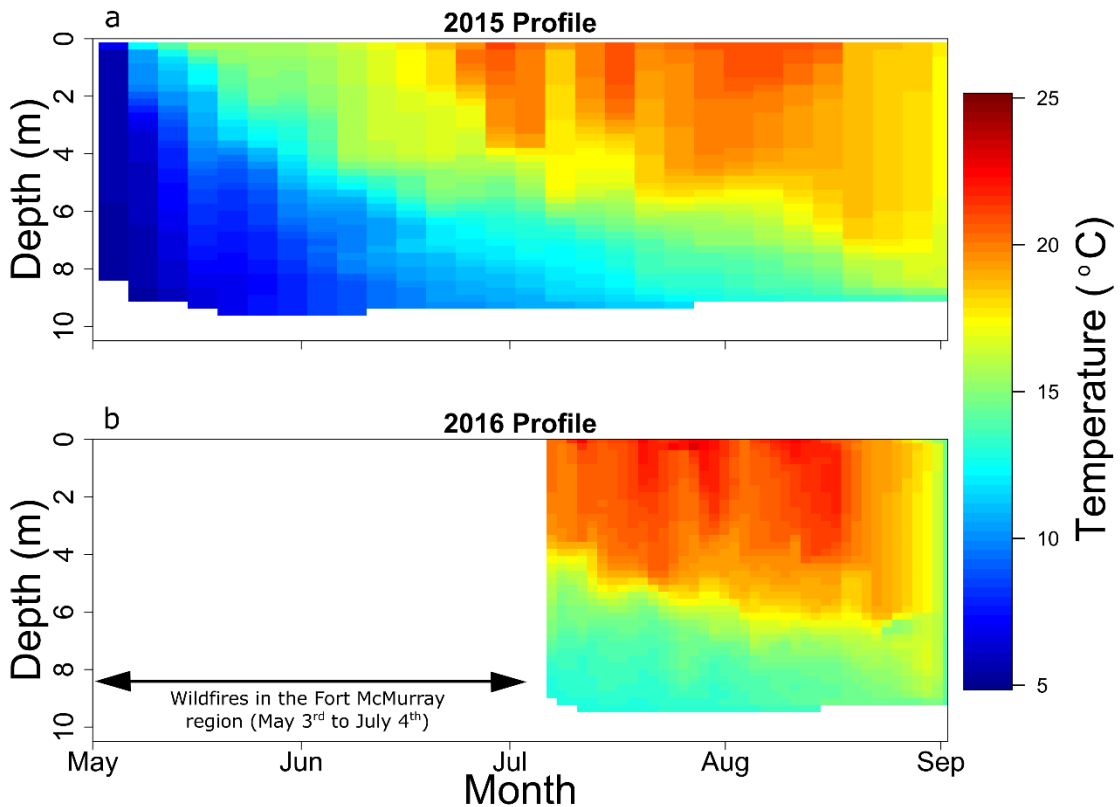 a
2015 Profile
0
2
4
6
8
10
Depth (m)
b
2016 Profile
0
2
4
6
8
10
Depth (m)
Wildfires in the Fort McMurray
region (May 3rd to July 4th)
May Jun Jul Aug Sep
Month
25
20
15
10
5
Temperature (°C)